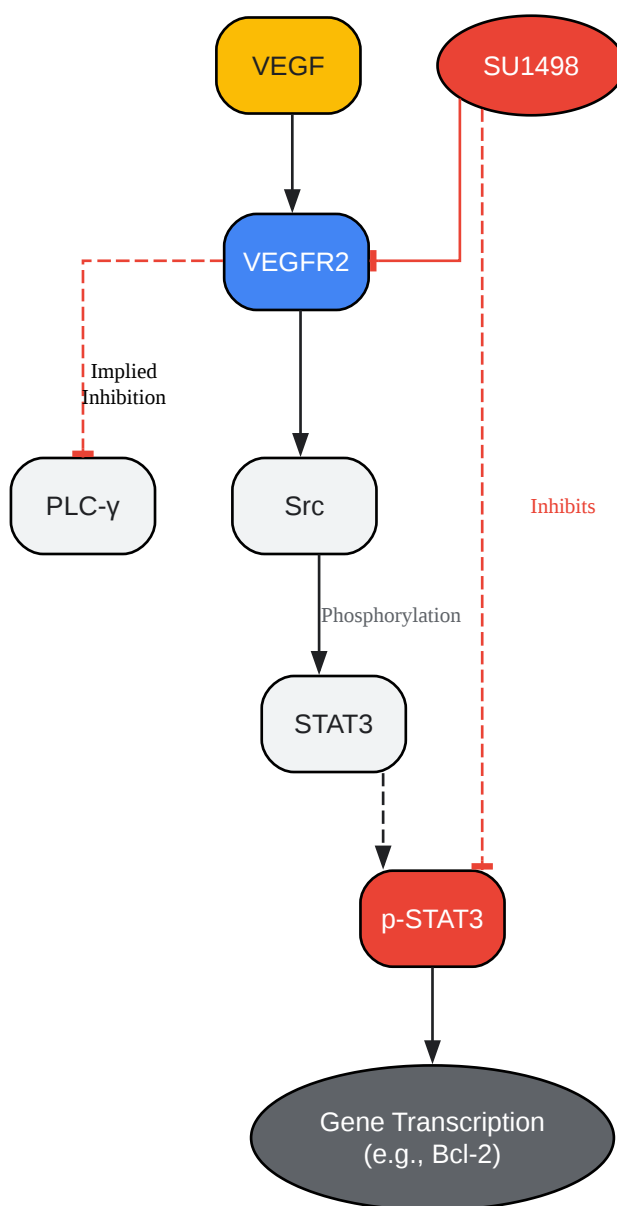 VEGF
SU1498
VEGFR2
Implied
Inhibition
PLC-γ
Src
Inhibits
Phosphorylation
STAT3
p-STAT3
Gene Transcription
(e.g., Bcl-2)